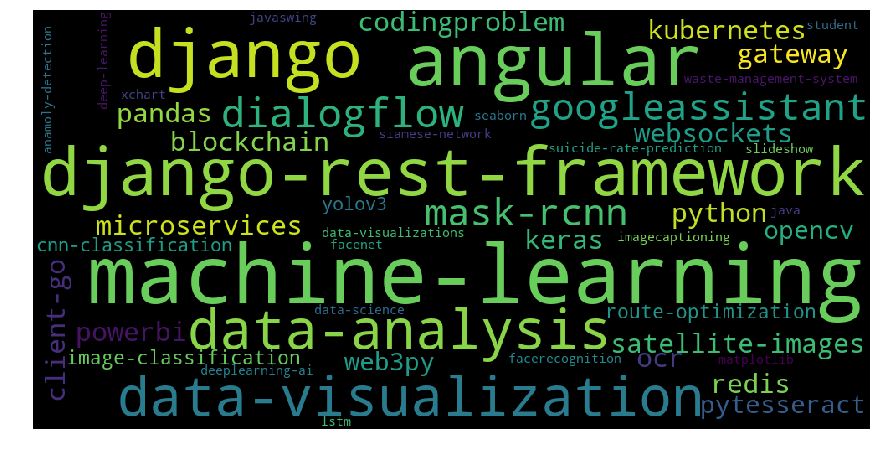 javaswing
codingproblem
kubernetes
student
django
angular
gateway
deep-learning
anamoly-detection
waste-management-system
xchart
pandas
dialogflow
seaborn
googleassistant
blockchain
siamese-network
websockets
suicide-rate-prediction
slideshow
django-rest-framework
yolov3
mask-rcnn
python
java
microservices
data-visualizations
keras
imagecaptioning
opencv
cnn-classification
facenet
machine-learning
client-go
data-science
route-optimization
powerbi
data-analysis
satellite-images
image-classification
web3py
facerecognition
ocr
matplotlib
deeplearning-ai
data-visualization
redis
pytesseract
lstm